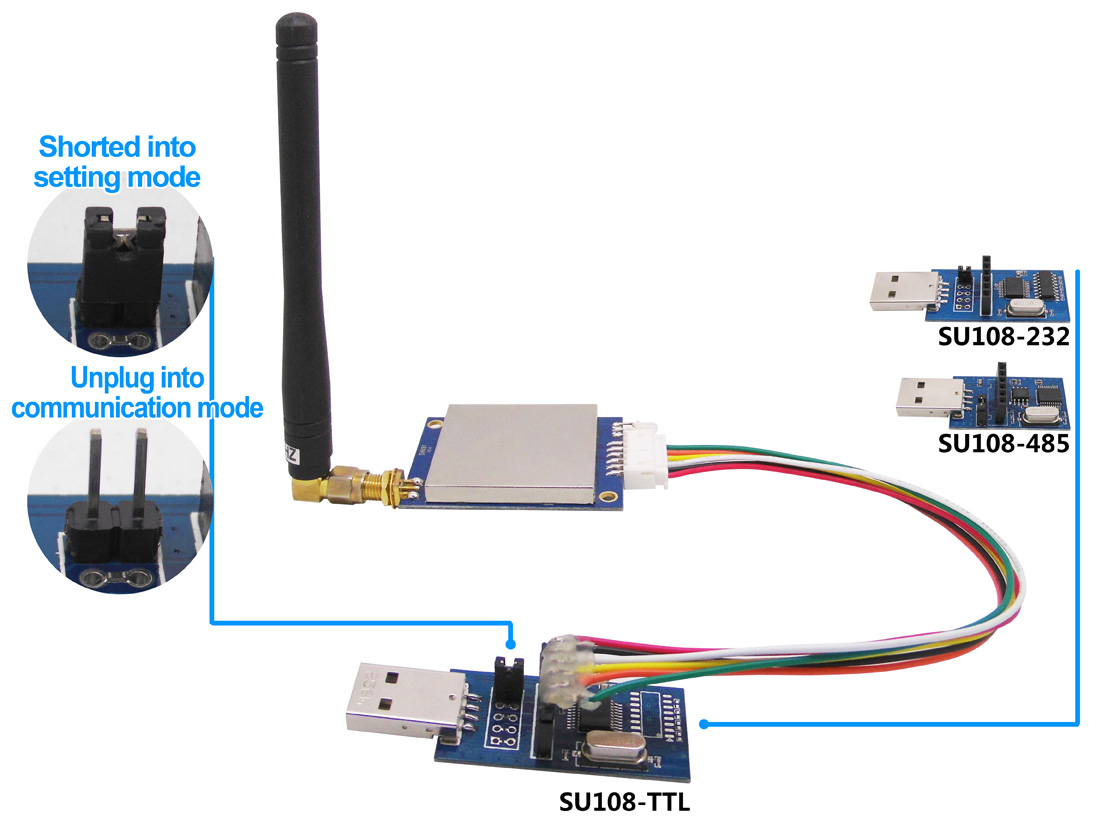 Shorted into
setting mode
Unplug into
communication mode
SU108-232
SU108-485
SU108-TTL